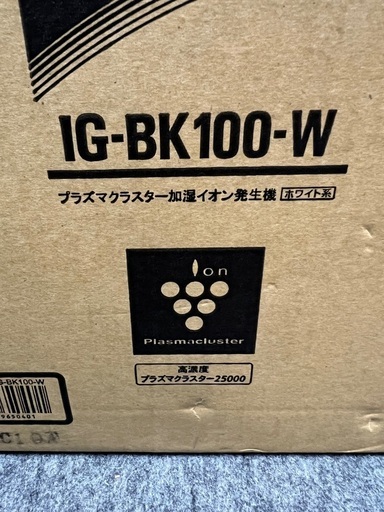 IG-BK100-W
プラズマクラスター加湿イオン発生機 ホワイト系
Ion
Plasmacluster
高濃度
プラズマクラスター25000
G-BK100-W
9650401